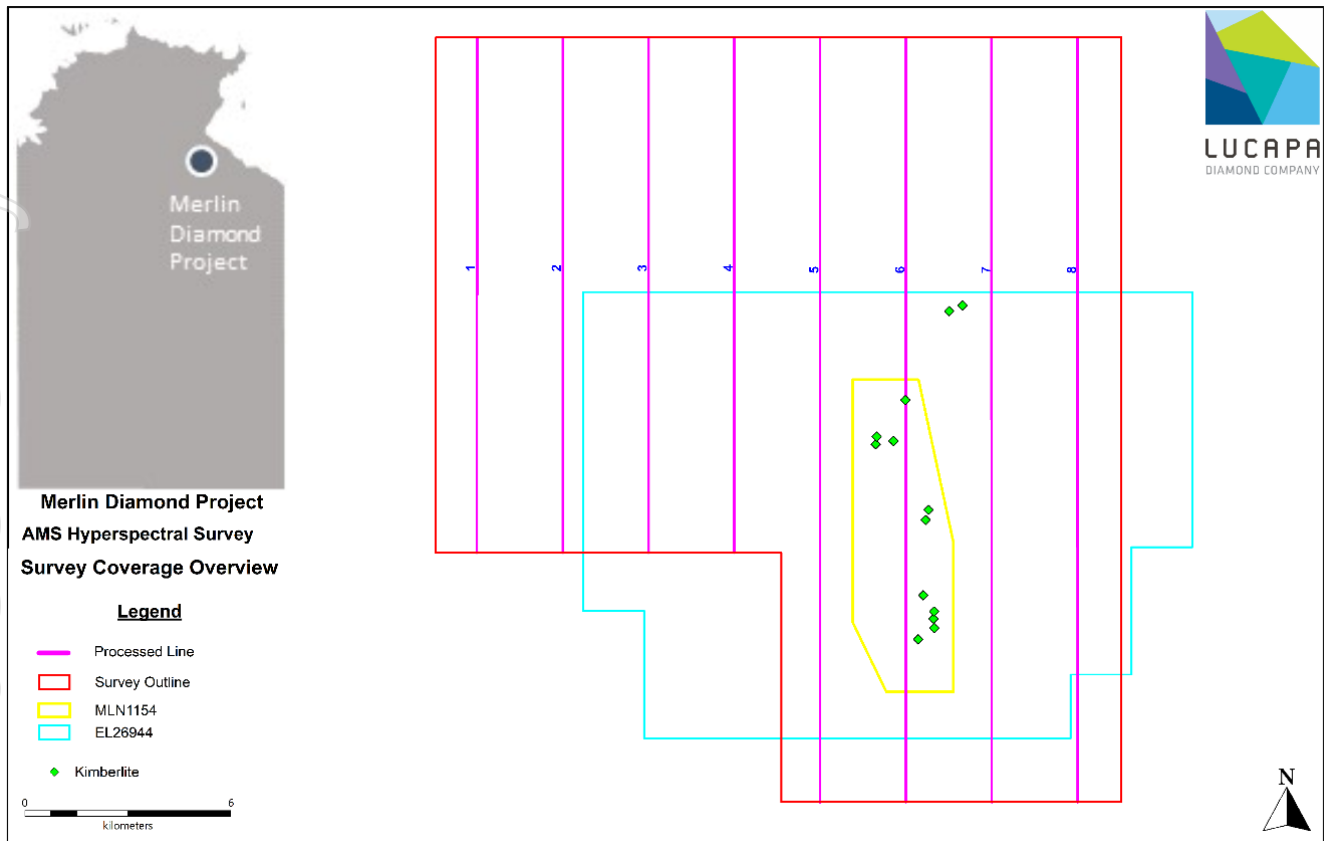 Merlin
Diamond
Project
Merlin Diamond Project
AMS Hyperspectral Survey
Survey Coverage Overview
Legend
Processed Line
Survey Outline
MLN1154
EL26944
Kimberlite
0 6
kilometers
1 2 3 4 5 6 7 8
LUCAPA
DIAMOND COMPANY
N